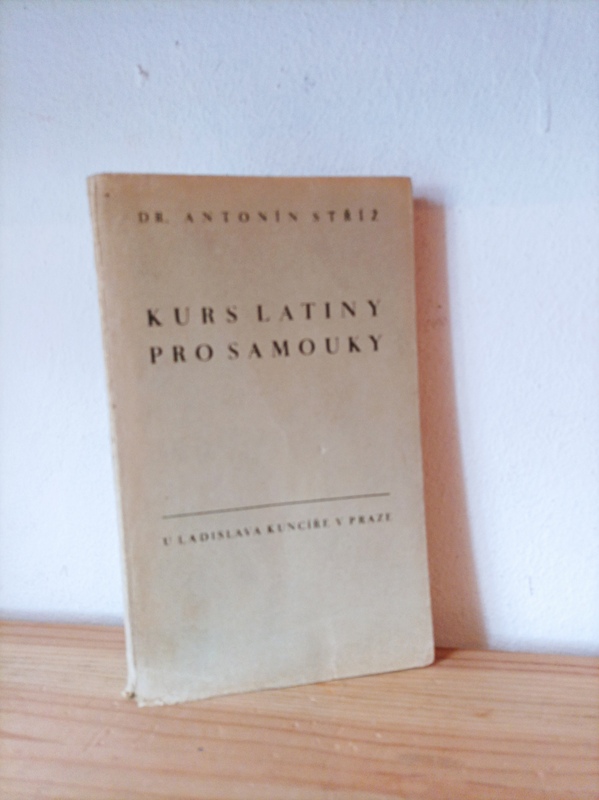 DR. ANTONÍN STŘÍŽ
KURS LATINY
PRO SAMOUKY
U LADISLAVA KUNCÍŘE V PRAZE